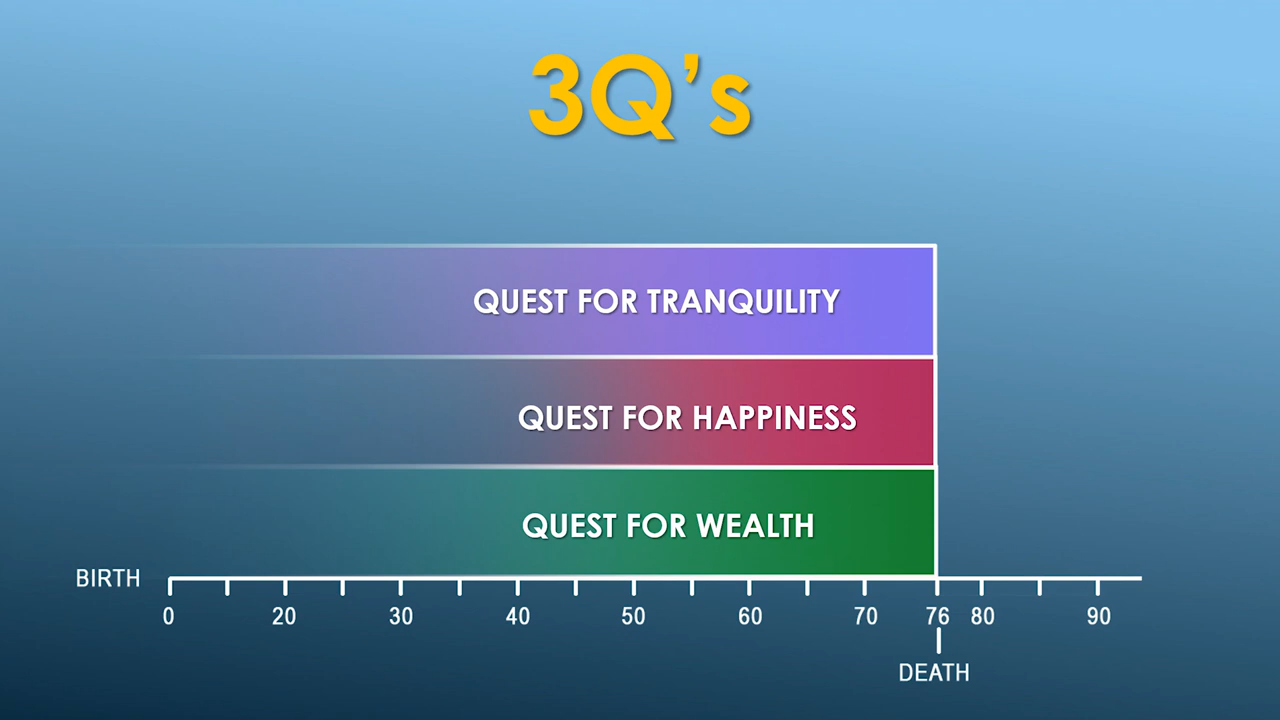 3Q's
QUEST FOR TRANQUILITY
QUEST FOR HAPPINESS
QUEST FOR WEALTH
BIRTH
0 20 30 40 50 60 70 76 80 90
DEATH